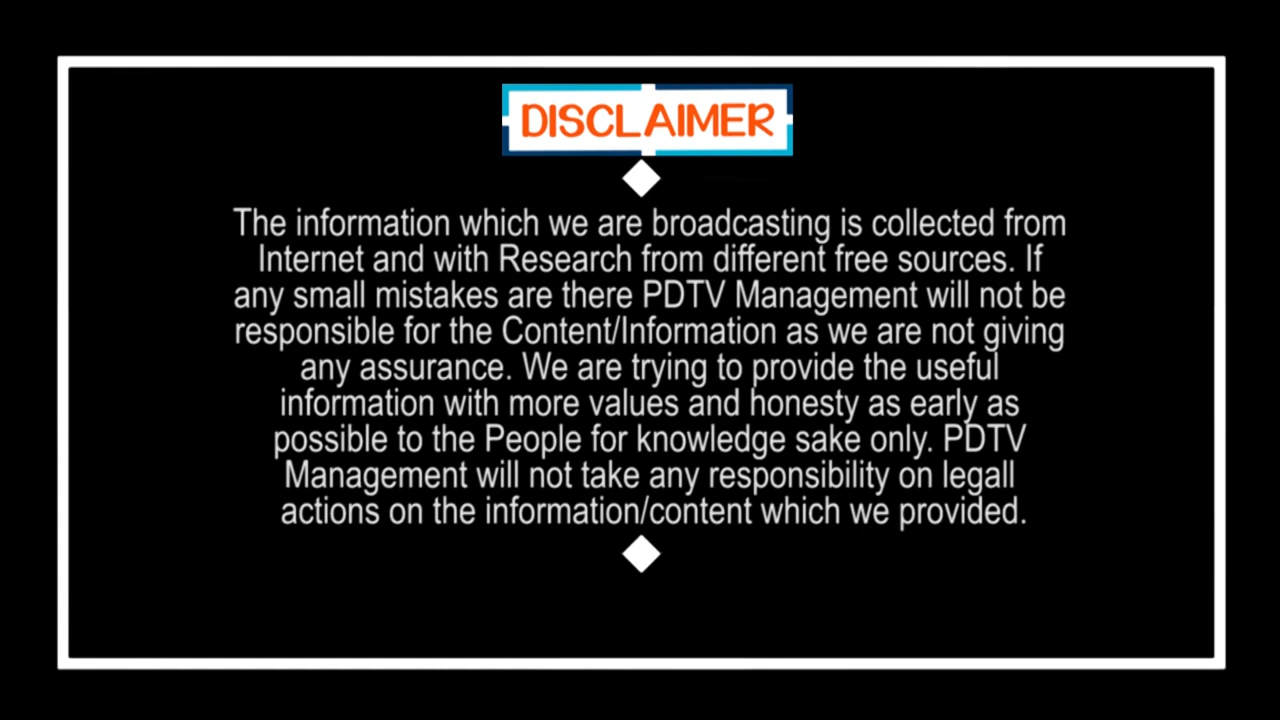 DISCLAIMER
The information which we are broadcasting is collected from
Internet and with Research from different free sources. If
any small mistakes are there PDTV Management will not be
responsible for the Content/Information as we are not giving
any assurance. We are trying to provide the useful
information with more values and honesty as early as
possible to the People for knowledge sake only. PDTV
Management will not take any responsibility on legall
actions on the information/content which we provided.